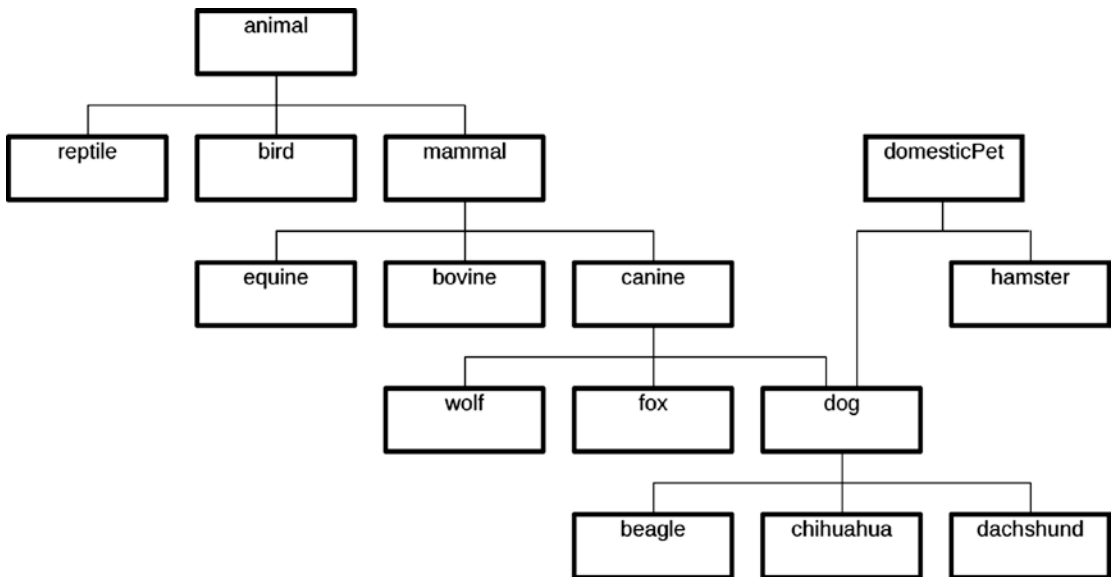 animal
reptile
bird
mammal
domesticPet
equine
bovine
canine
hamster
wolf
fox
dog
beagle
chihuahua
dachshund